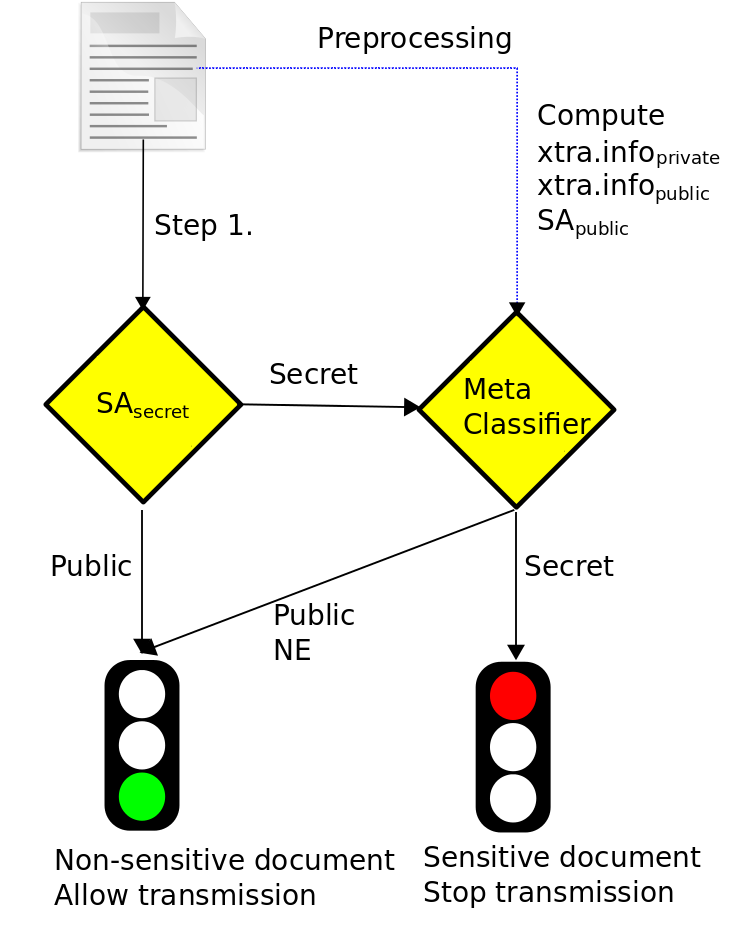 Preprocessing
Compute
xtra.info_private
xtra.info_public
SA_public
Step 1.
Secret
SA_secret
Meta
Classifier
Public
Secret
Public
NE
Non-sensitive document
Allow transmission
Sensitive document
Stop transmission